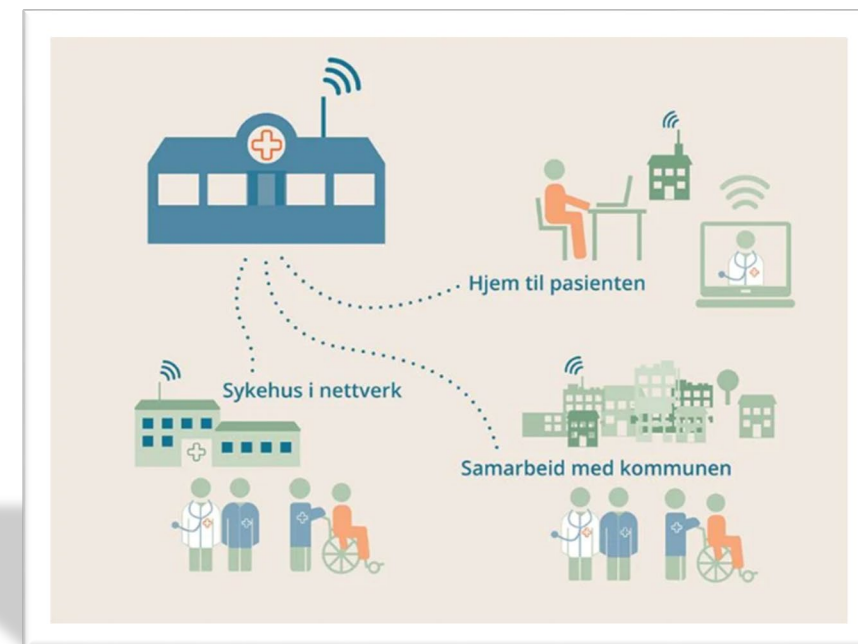 Hjem til pasienten
Sykehus i nettverk
Samarbeid med kommunen